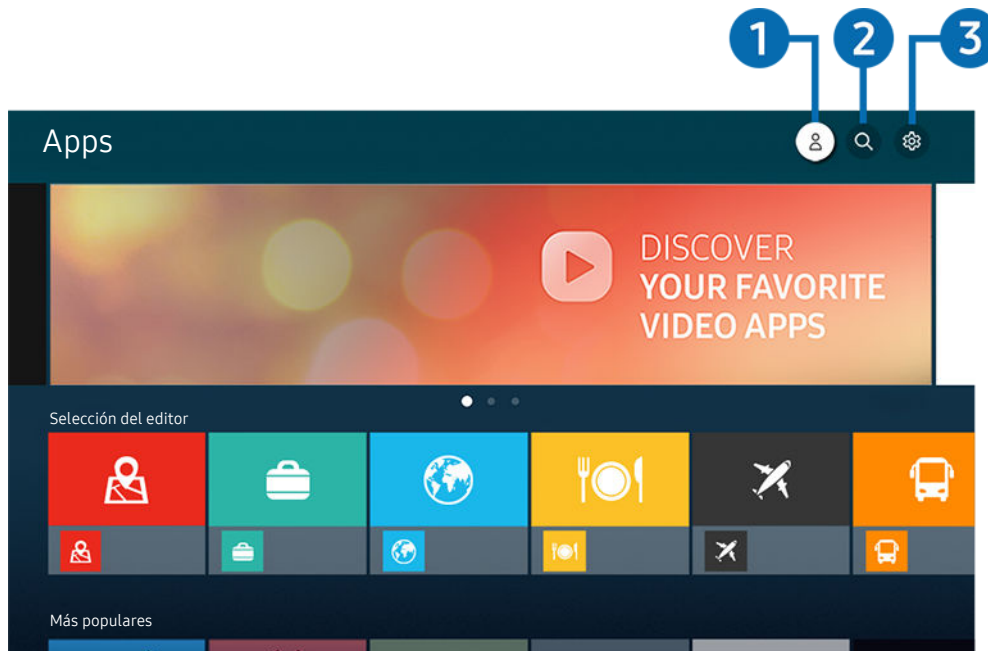 1 2 3
Apps
DISCOVER
YOUR FAVORITE
VIDEO APPS
Selección del editor
Más populares